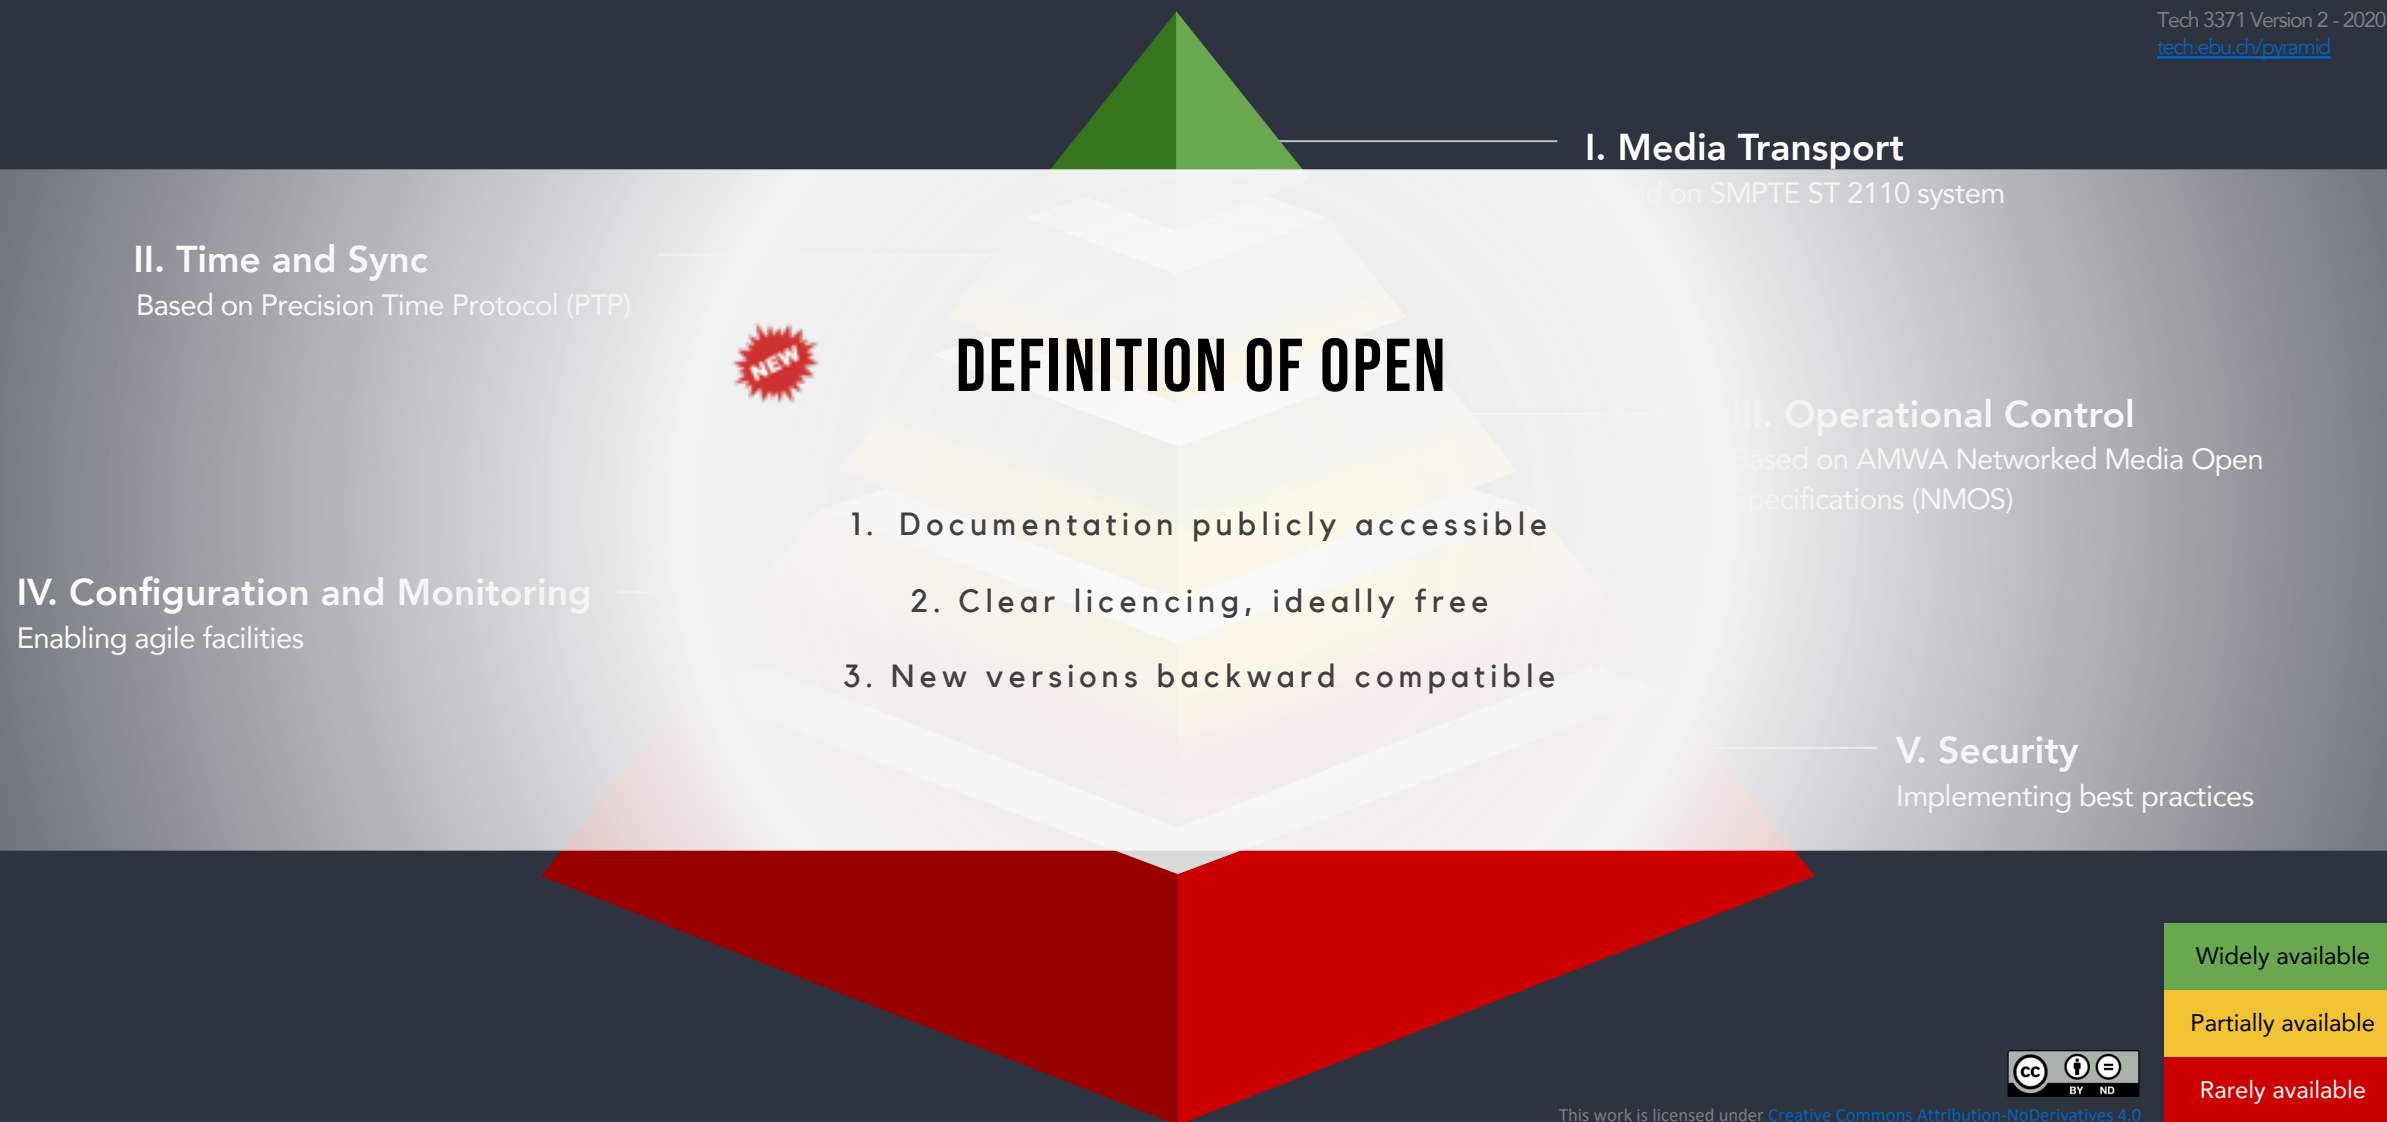 Tech 3371 Version 2 - 2020
tech.ebu.ch/pyramid
I. Media Transport
on SMPTE ST 2110 system
II. Time and Sync
Based on Precision Time Protocol (PTP)
NEW
DEFINITION OF OPEN
III. Operational Control
Based on AMWA Networked Media Open
Specifications (NMOS)
1. Documentation publicly accessible
2. Clear licencing, ideally free
3. New versions backward compatible
IV. Configuration and Monitoring
Enabling agile facilities
V. Security
Implementing best practices
Widely available
Partially available
Rarely available
cc BY ND
This work is licensed under Creative Commons Attribution-NoDerivatives 4.0